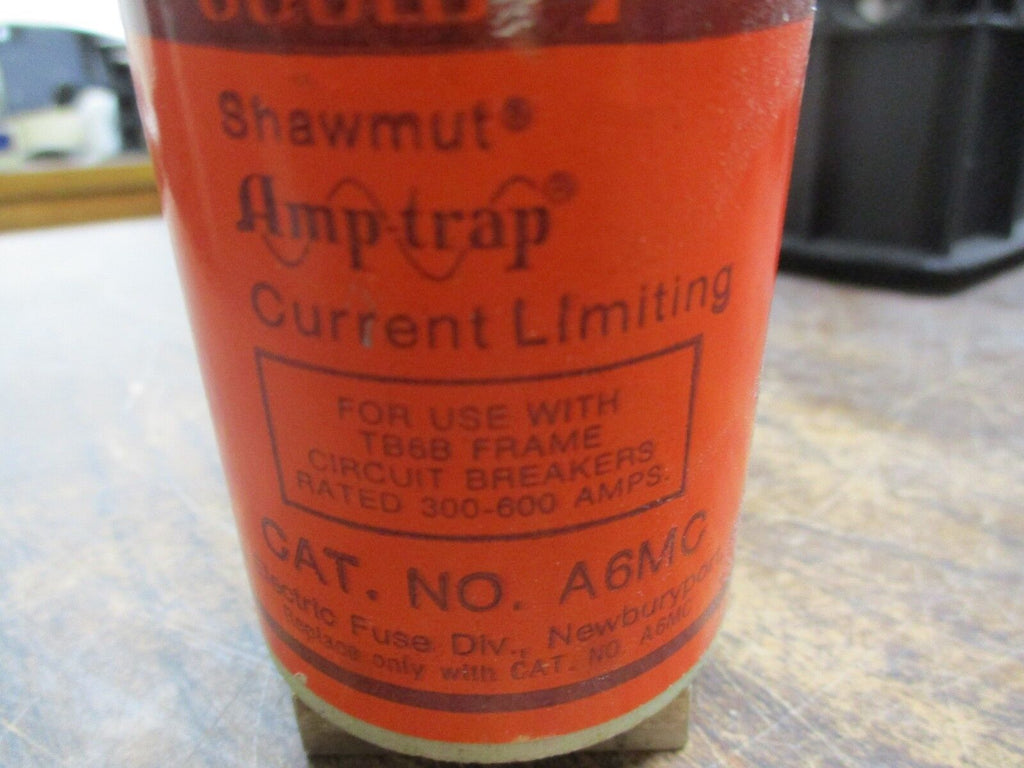 Shawmut®
Amp-trap®
Current Limiting
FOR USE WITH
TB6B FRAME
CIRCUIT BREAKERS
RATED 300-600 AMPS.
CAT. NO. A6MC
Fuse Div., Newburyport
Replace only with CAT. NO. A6MC